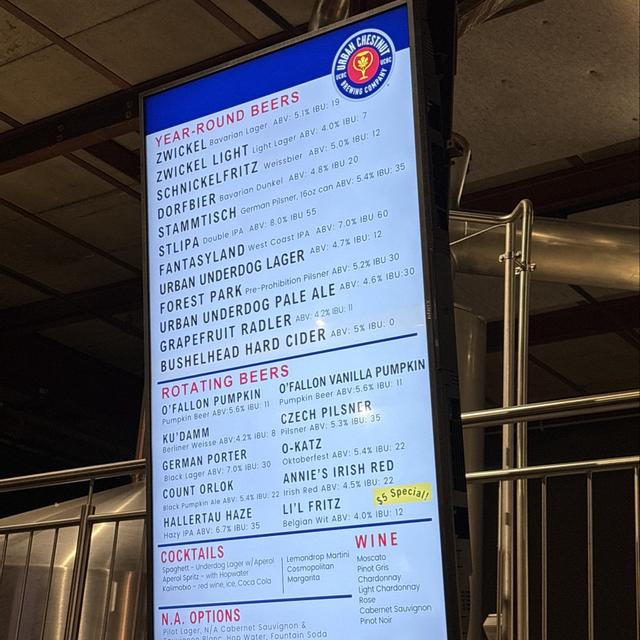 URBAN CHESTNUT
UCBC UCBC
BREWING COMPANY
YEAR-ROUND BEERS
ZWICKEL Bavarian Lager ABV: 5.1% IBU: 19
ZWICKEL LIGHT Light Lager ABV: 4.0% IBU: 7
SCHNICKELFRITZ Weissbier ABV: 5.0% IBU: 12
DORFBIER Bavarian Dunkel ABV: 4.8% IBU 20
STAMMTISCH German Pilsner, 16oz can ABV: 5.4% IBU: 35
STLIPA Double IPA ABV: 8.0% IBU 55
FANTASYLAND West Coast IPA ABV: 7.0% IBU 60
URBAN UNDERDOG LAGER ABV: 4.7% IBU: 12
FOREST PARK Pre-Prohibition Pilsner ABV: 5.2% IBU 30
URBAN UNDERDOG PALE ALE ABV: 4.6% IBU:30
GRAPEFRUIT RADLER ABV: 4.2% IBU: 11
BUSHELHEAD HARD CIDER ABV: 5% IBU: 0
ROTATING BEERS
O'FALLON PUMPKIN
Pumpkin Beer ABV:5.6% IBU: 11
KU'DAMM
Berliner Weisse ABV:4.2% IBU: 8
GERMAN PORTER
Black Lager ABV: 7.0% IBU: 30
COUNT ORLOK
Black Pumpkin Ale ABV: 5.4% IBU: 22
HALLERTAU HAZE
Hazy IPA ABV: 6.7% IBU: 35
O'FALLON VANILLA PUMPKIN
Pumpkin Beer ABV:5.6% IBU: 11
CZECH PILSNER
Pilsner ABV: 5.3% IBU: 35
O-KATZ
Oktoberfest ABV: 5.4% IBU: 22
ANNIE'S IRISH RED
Irish Red ABV: 4.5% IBU: 22
$5 Special!
LI'L FRITZ
Belgian Wit ABV: 4.0% IBU: 12
COCKTAILS
Spaghett - Underdog Lager w/Aperol
Aperol Spritz - with Hopwater
Kalimotxo - red wine, ice, Coca Cola
Lemondrop Martini
Cosmopolitan
Margarita
WINE
Moscato
Pinot Gris
Chardonnay
Light Chardonnay
Rose
Cabernet Sauvignon
Pinot Noir
N.A. OPTIONS
Pilot Lager, N/A Cabernet Sauvignon &
Sauvignon Blanc, Hop Water, Fountain Soda